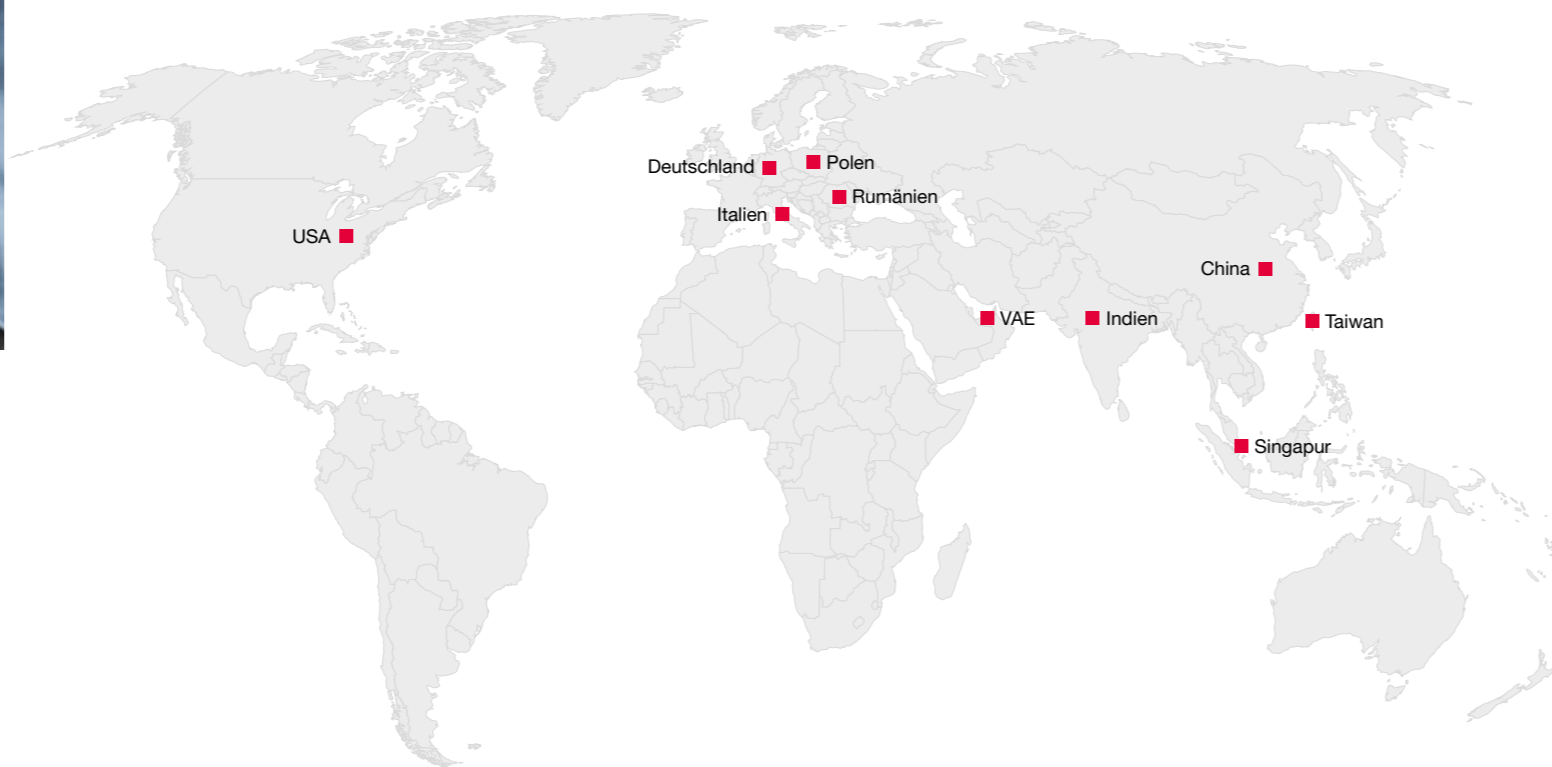 Deutschland
Polen
Rumänien
Italien
USA
China
VAE
Indien
Taiwan
Singapur